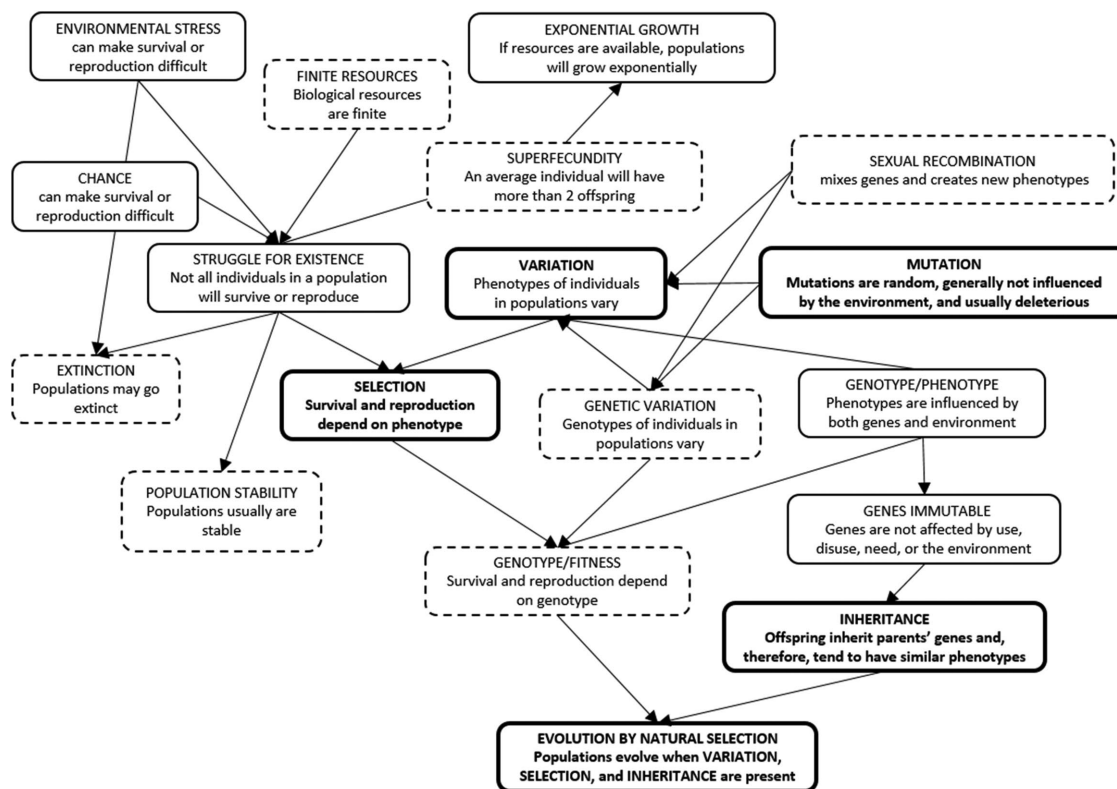 ENVIRONMENTAL STRESS
can make survival or
reproduction difficult
EXPONENTIAL GROWTH
If resources are available, populations
will grow exponentially
FINITE RESOURCES
Biological resources
are finite
SUPERFECUNDITY
An average individual will have
more than 2 offspring
SEXUAL RECOMBINATION
mixes genes and creates new phenotypes
CHANCE
can make survival or
reproduction difficult
STRUGGLE FOR EXISTENCE
Not all individuals in a population
will survive or reproduce
VARIATION
Phenotypes of individuals
in populations vary
MUTATION
Mutations are random, generally not influenced
by the environment, and usually deleterious
EXTINCTION
Populations may go
extinct
SELECTION
Survival and reproduction
depend on phenotype
GENETIC VARIATION
Genotypes of individuals in
populations vary
GENOTYPE/PHENOTYPE
Phenotypes are influenced by
both genes and environment
POPULATION STABILITY
Populations usually are
stable
GENES IMMUTABLE
Genes are not affected by use,
disuse, need, or the environment
GENOTYPE/FITNESS
Survival and reproduction depend
on genotype
INHERITANCE
Offspring inherit parents' genes and,
therefore, tend to have similar phenotypes
EVOLUTION BY NATURAL SELECTION
Populations evolve when VARIATION,
SELECTION, and INHERITANCE are present